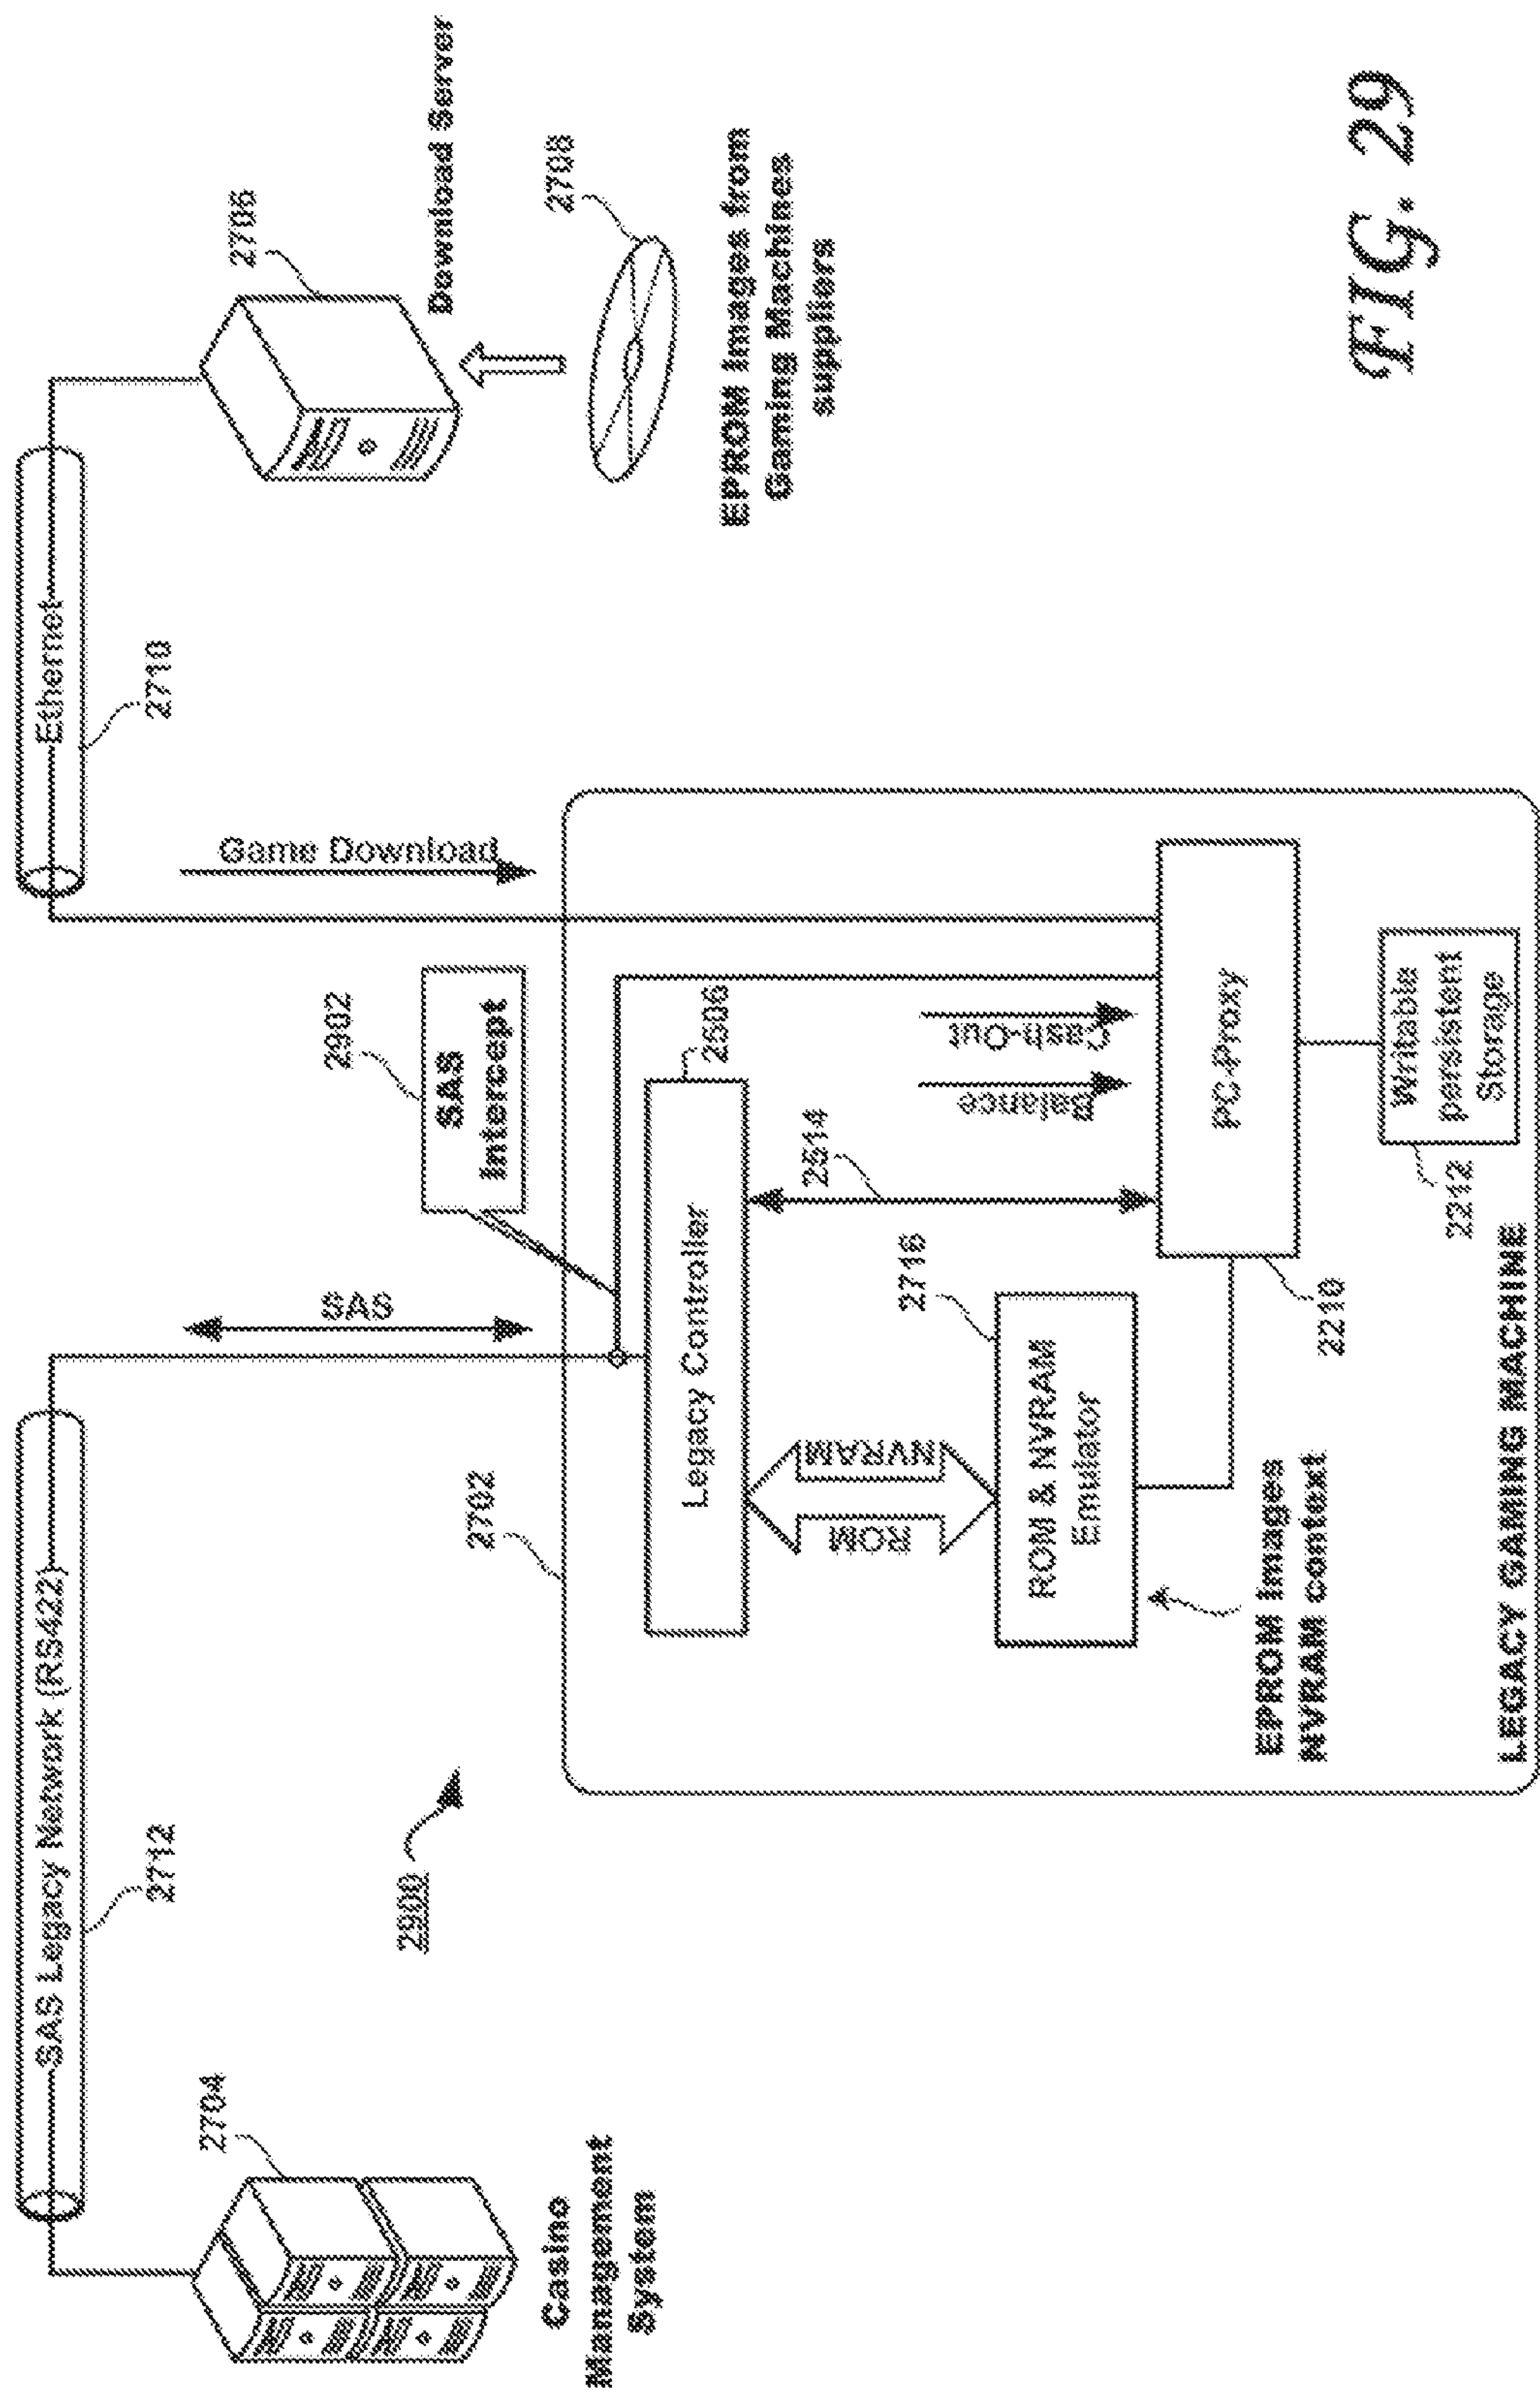 SAS Legacy Network (RS422)
2712
Ethernet
2710
2704
Casino
Management
System
2900
SAS
2902
SAS
Intercept
Game Download
2706
Download Server
2708
EPROM Images from
Gaming Machines
suppliers
2702
Legacy Controller
2606
ROM
NVRAM
2716
2614
Balance
Cash-Out
ROM & NVRAM
Emulator
PC-Proxy
2210
EPROM Images
NVRAM context
2212
Writable
persistent
Storage
LEGACY GAMING MACHINE
FIG. 29